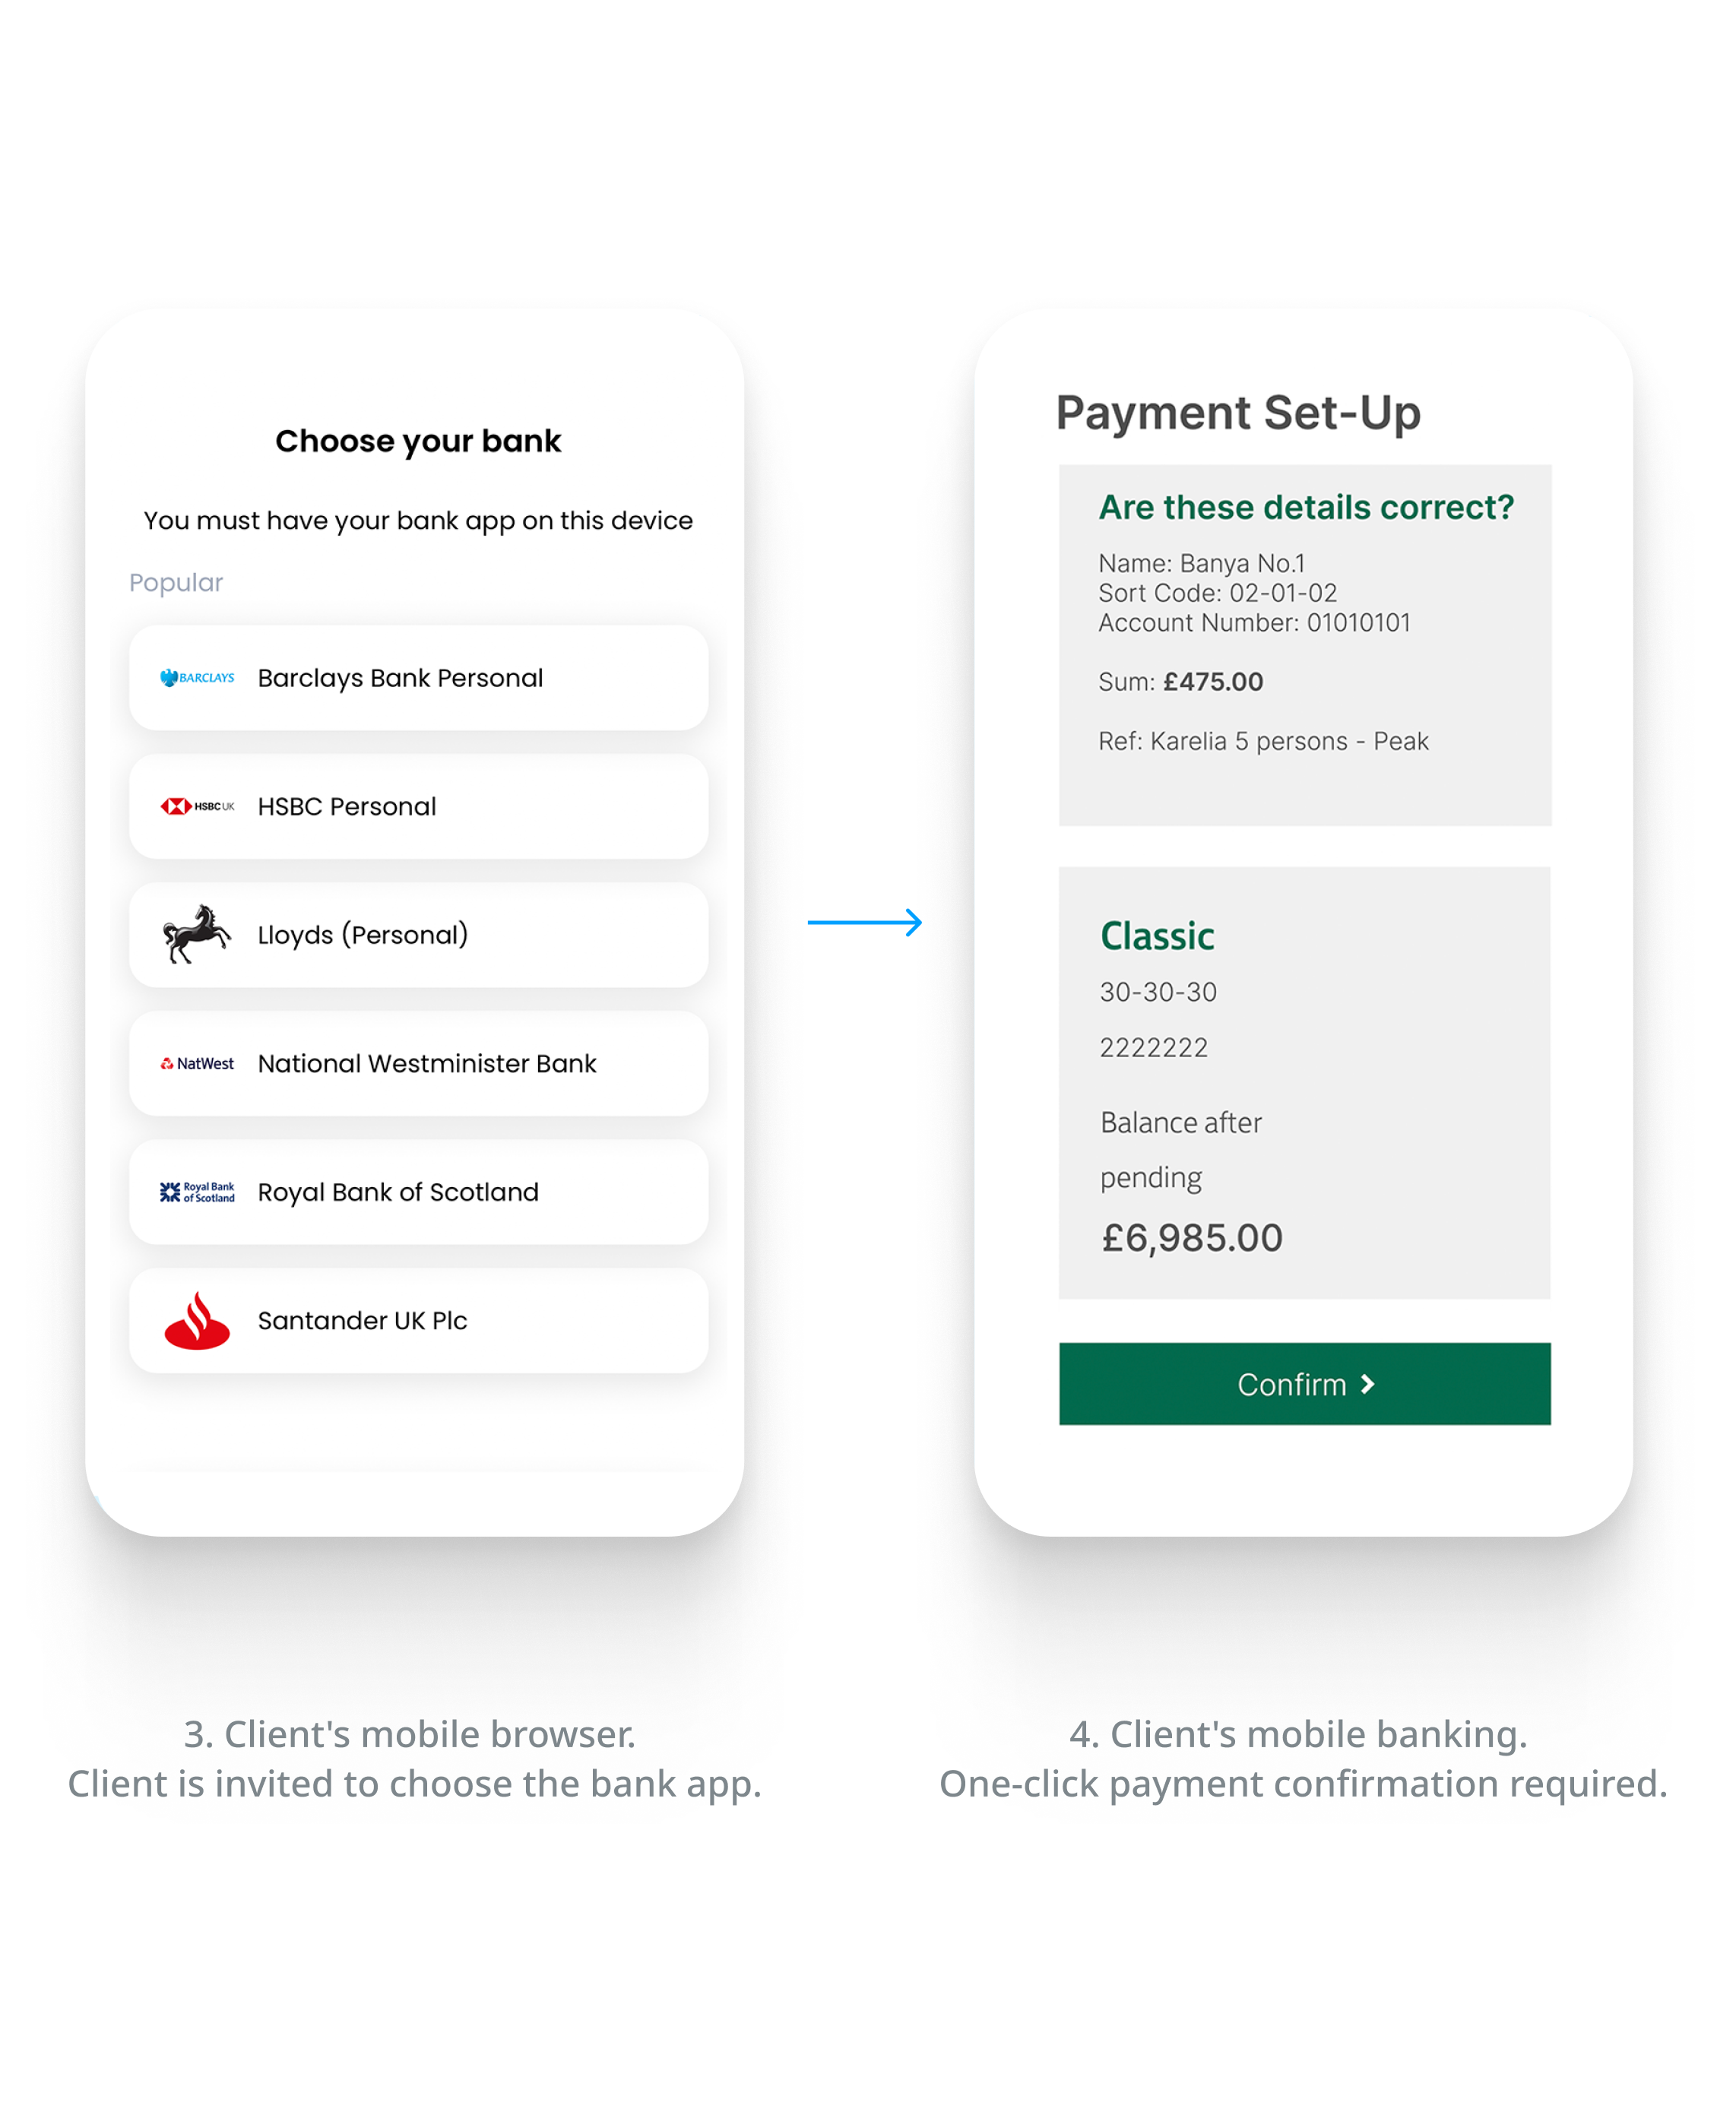 Choose your bank
You must have your bank app on this device
Popular
BARCLAYS Barclays Bank Personal
HSBC UK HSBC Personal
Lloyds (Personal)
NatWest National Westminister Bank
Royal Bank
of Scotland Royal Bank of Scotland
Santander UK Plc
3. Client's mobile browser.
Client is invited to choose the bank app.
Payment Set-Up
Are these details correct?
Name: Banya No.1
Sort Code: 02-01-02
Account Number: 01010101
Sum: £475.00
Ref: Karelia 5 persons - Peak
Classic
30-30-30
2222222
Balance after
pending
£6,985.00
Confirm
4. Client's mobile banking.
One-click payment confirmation required.